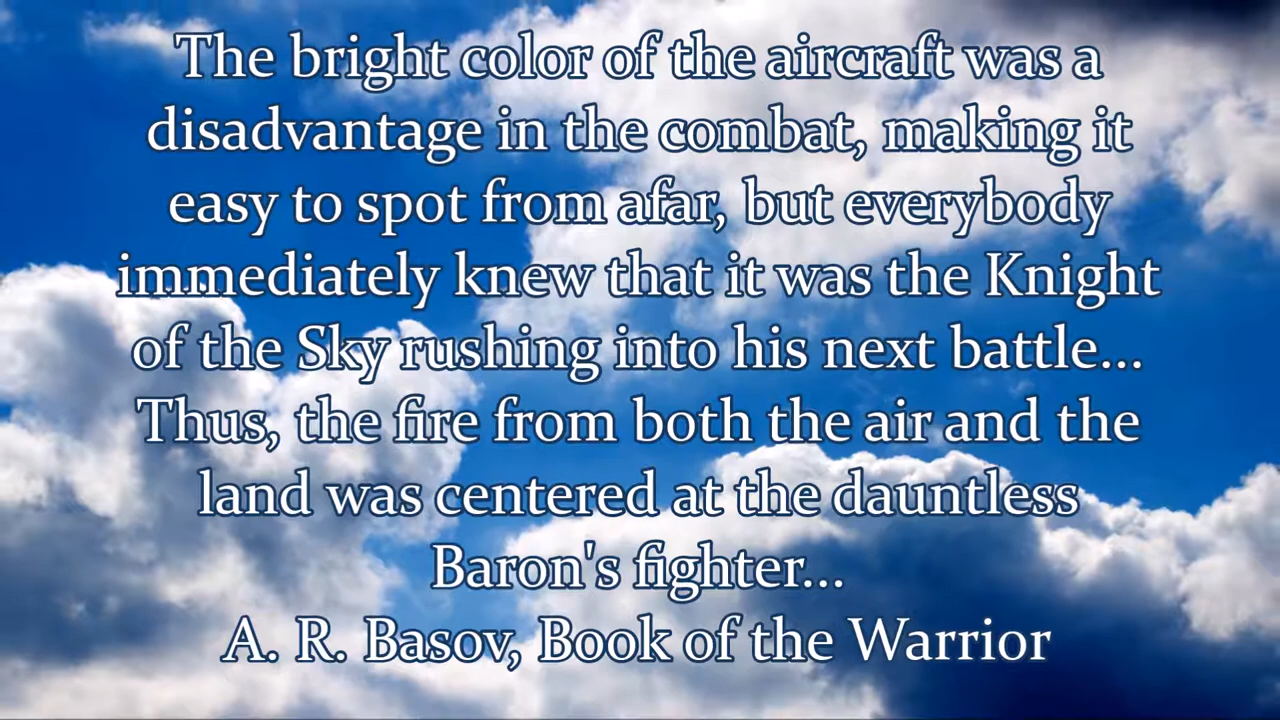 The bright color of the aircraft was a
disadvantage in the combat, making it
easy to spot from afar, but everybody
immediately knew that it was the Knight
of the Sky rushing into his next battle...
Thus, the fire from both the air and the
land was centered at the dauntless
Baron's fighter...
A. R. Basov, Book of the Warrior